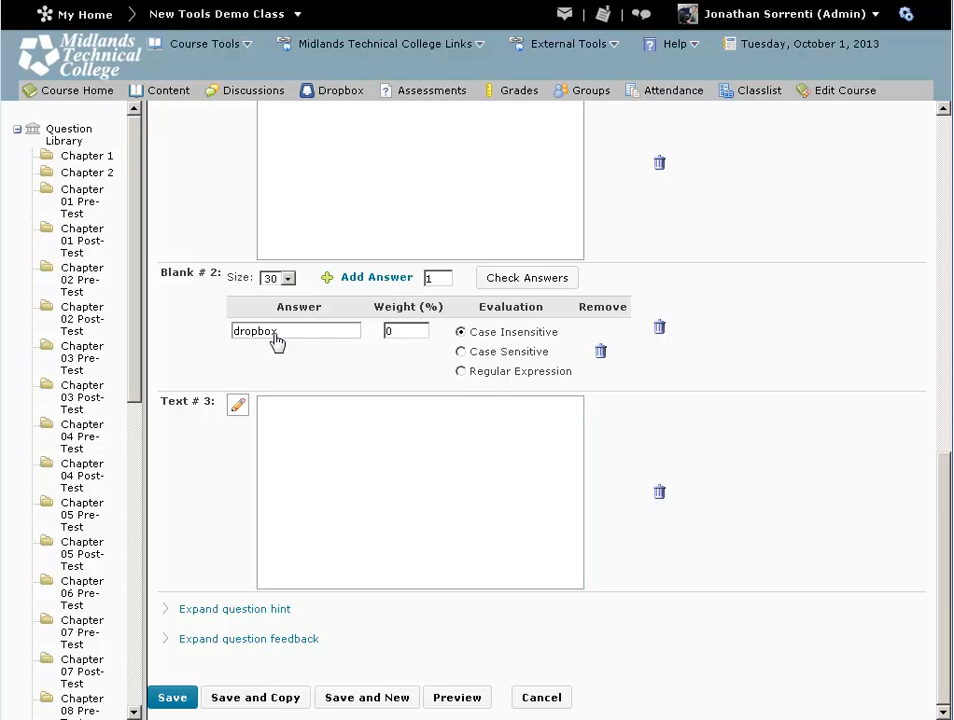 My Home
New Tools Demo Class
Jonathan Sorrenti (Admin)
Midlands
Technical
College
Course Tools
Midlands Technical College Links
External Tools
Help
Tuesday, October 1, 2013
Course Home
Content
Discussions
Dropbox
Assessments
Grades
Groups
Attendance
Classlist
Edit Course
Question
Library
Chapter 1
Chapter 2
Chapter
01 Pre-
Test
Chapter
01 Post-
Test
Chapter
02 Pre-
Test
Chapter
02 Post-
Test
Chapter
03 Pre-
Test
Chapter
03 Post-
Test
Chapter
04 Pre-
Test
Chapter
04 Post-
Test
Chapter
05 Pre-
Test
Chapter
05 Post-
Test
Chapter
06 Pre-
Test
Chapter
06 Post-
Test
Chapter
07 Pre-
Test
Chapter
07 Post-
Test
Chapter
08 Pre-
Blank # 2:
Size: 30
Add Answer 1
Check Answers
Answer
Weight (%)
Evaluation
Remove
dropbox
0
Case Insensitive
Case Sensitive
Regular Expression
Text # 3:
Expand question hint
Expand question feedback
Save
Save and Copy
Save and New
Preview
Cancel